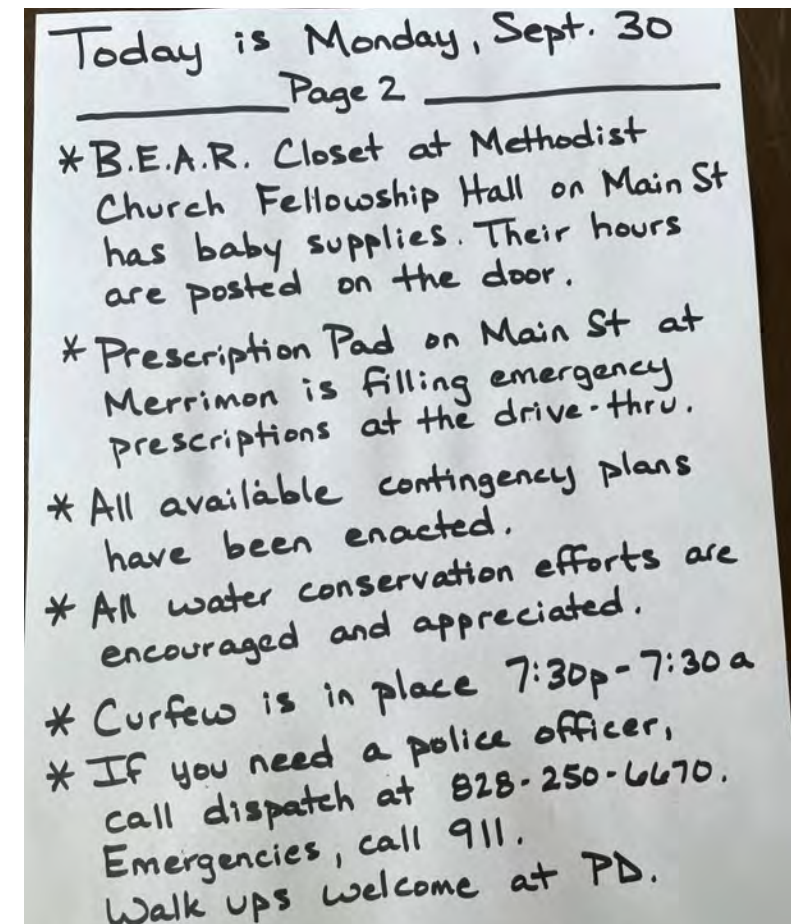 Today is Monday, Sept. 30
Page 2
* B.E.A.R. Closet at Methodist
Church Fellowship Hall on Main St
has baby supplies. Their hours
are posted on the door.
* Prescription Pad on Main St at
Merrimon is filling emergency
prescriptions at the drive-thru.
* All available contingency plans
have been enacted.
* All water conservation efforts are
encouraged and appreciated.
* Curfew is in place 7:30p-7:30a
* If you need a police officer,
call dispatch at 828-250-6670.
Emergencies, call 911.
Walk ups welcome at PD.